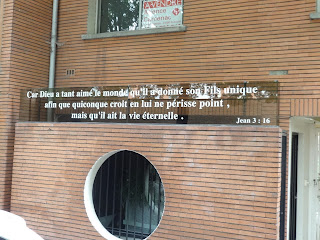 A VENDRE
Car Dieu a tant aimé le monde qu'il a donné son Fils unique ,
afin que quiconque croit en lui ne périsse point ,
mais qu'il ait la vie éternelle .
Jean 3 : 16